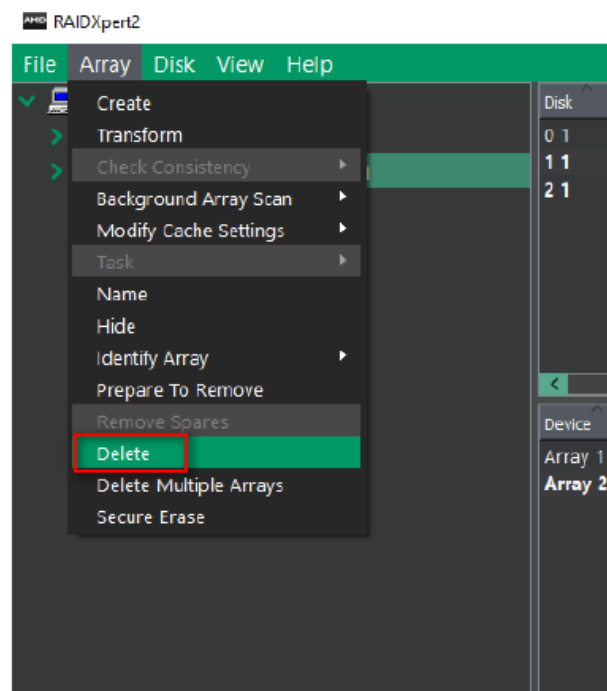 AMD RAIDXpert2
File Array Disk View Help
Create
Transform
Check Consistency
Background Array Scan
Modify Cache Settings
Task
Name
Hide
Identify Array
Prepare To Remove
Remove Spares
Delete
Delete Multiple Arrays
Secure Erase
Disk
0 1
1 1
2 1
Device
Array 1
Array 2